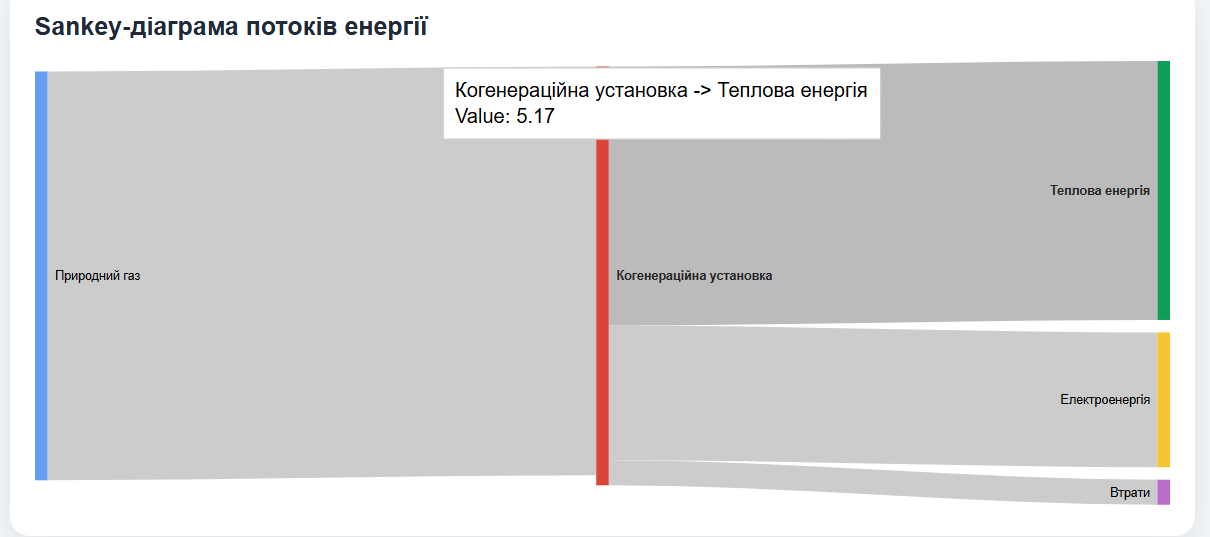 Sankey-діаграма потоків енергії
Когенераційна установка -> Теплова енергія
Value: 5.17
Теплова енергія
Природний газ
Когенераційна установка
Електроенергія
Втрати